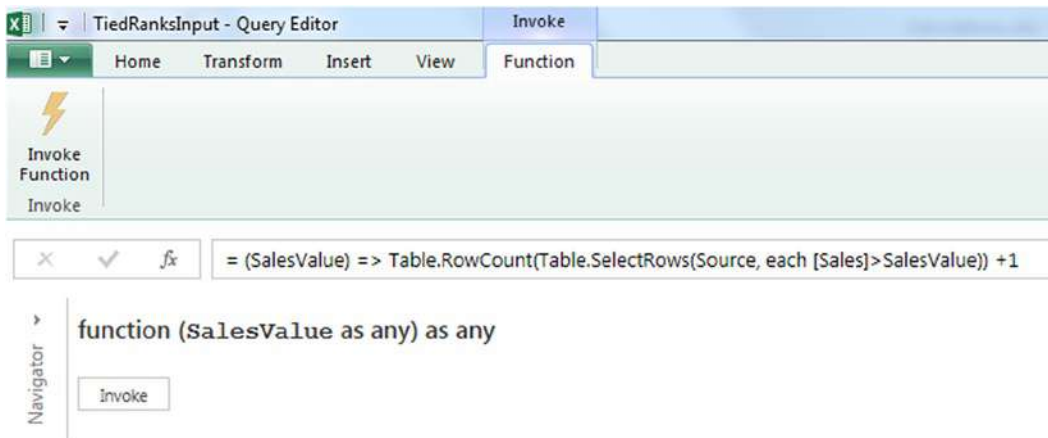 TiedRanksInput - Query Editor
Invoke
Home Transform Insert View Function
Invoke
Function
Invoke
fx = (SalesValue) => Table.RowCount(Table.SelectRows(Source, each [Sales]>SalesValue)) +1
function (SalesValue as any) as any
Navigator
Invoke